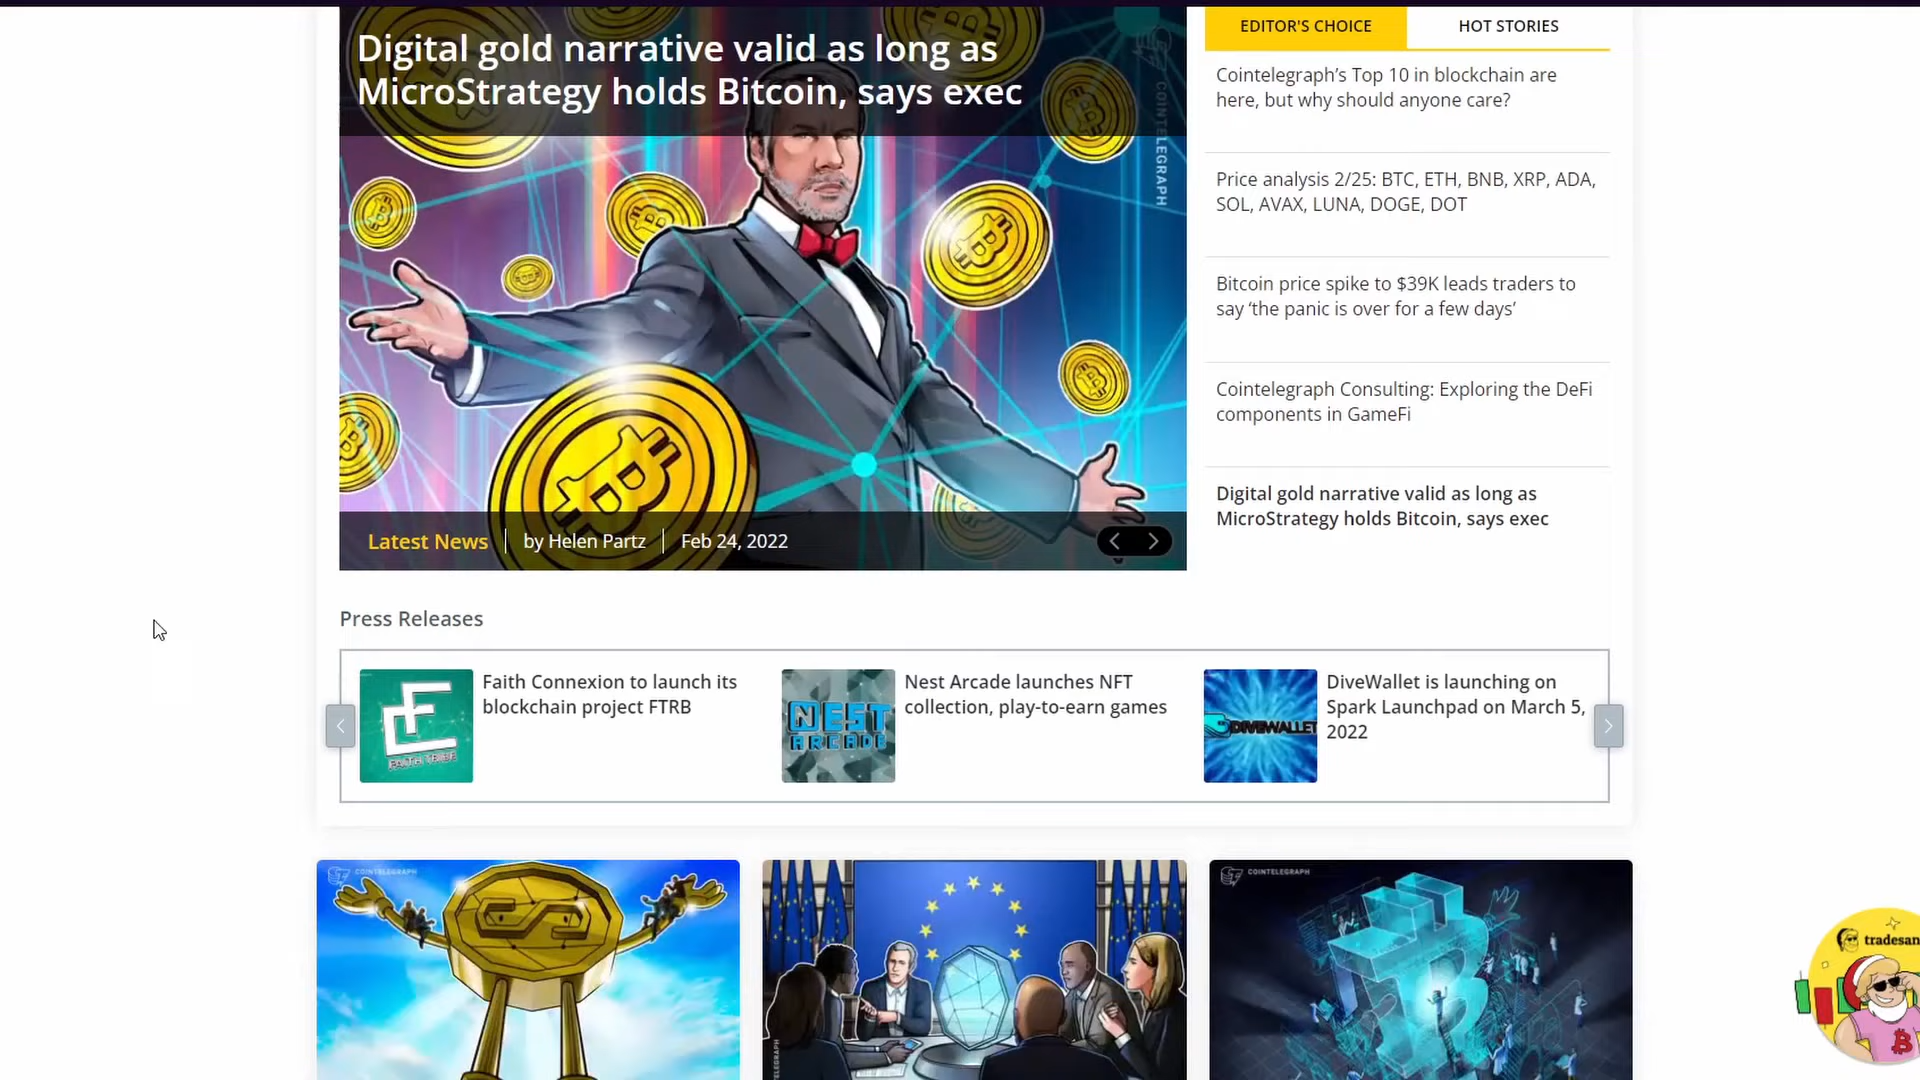 Digital gold narrative valid as long as
MicroStrategy holds Bitcoin, says exec
COINTELEGRAPH
Latest News
by Helen Partz
Feb 24, 2022
EDITOR'S CHOICE
HOT STORIES
Cointelegraph’s Top 10 in blockchain are
here, but why should anyone care?
Price analysis 2/25: BTC, ETH, BNB, XRP, ADA,
SOL, AVAX, LUNA, DOGE, DOT
Bitcoin price spike to $39K leads traders to
say ‘the panic is over for a few days’
Cointelegraph Consulting: Exploring the DeFi
components in GameFi
Digital gold narrative valid as long as
MicroStrategy holds Bitcoin, says exec
Press Releases
FAITH TRIBE
Faith Connexion to launch its
blockchain project FTRB
NEST
ARCADE
Nest Arcade launches NFT
collection, play-to-earn games
DIVEWALLET
DiveWallet is launching on
Spark Launchpad on March 5,
2022
COINTELEGRAPH
COINTELEGRAPH
COINTELEGRAPH
tradesan